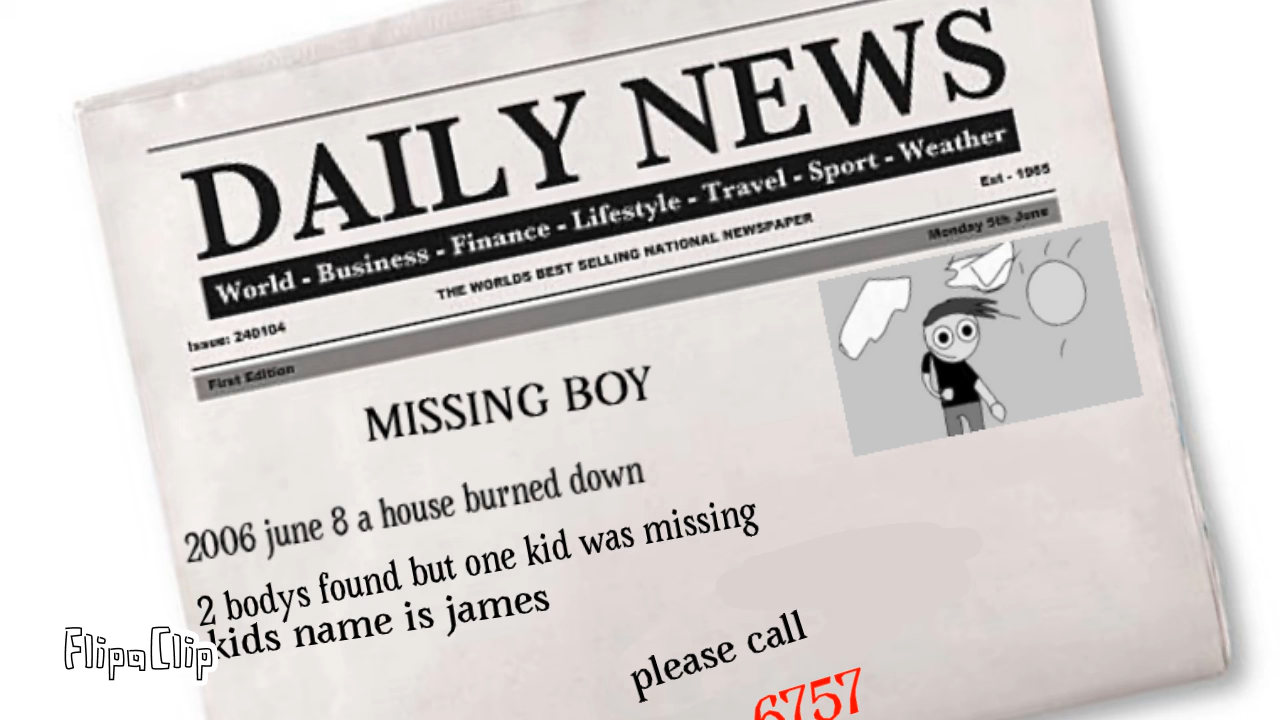 DAILY NEWS
World - Business - Finance - Lifestyle - Travel - Sport - Weather
Est - 1965
THE WORLDS BEST SELLING NATIONAL NEWSPAPER
Issue: 240104
Monday 5th June
First Edition
MISSING BOY
2006 june 8 a house burned down
2 bodys found but one kid was missing
kids name is james
please call
6757
FlipaClip